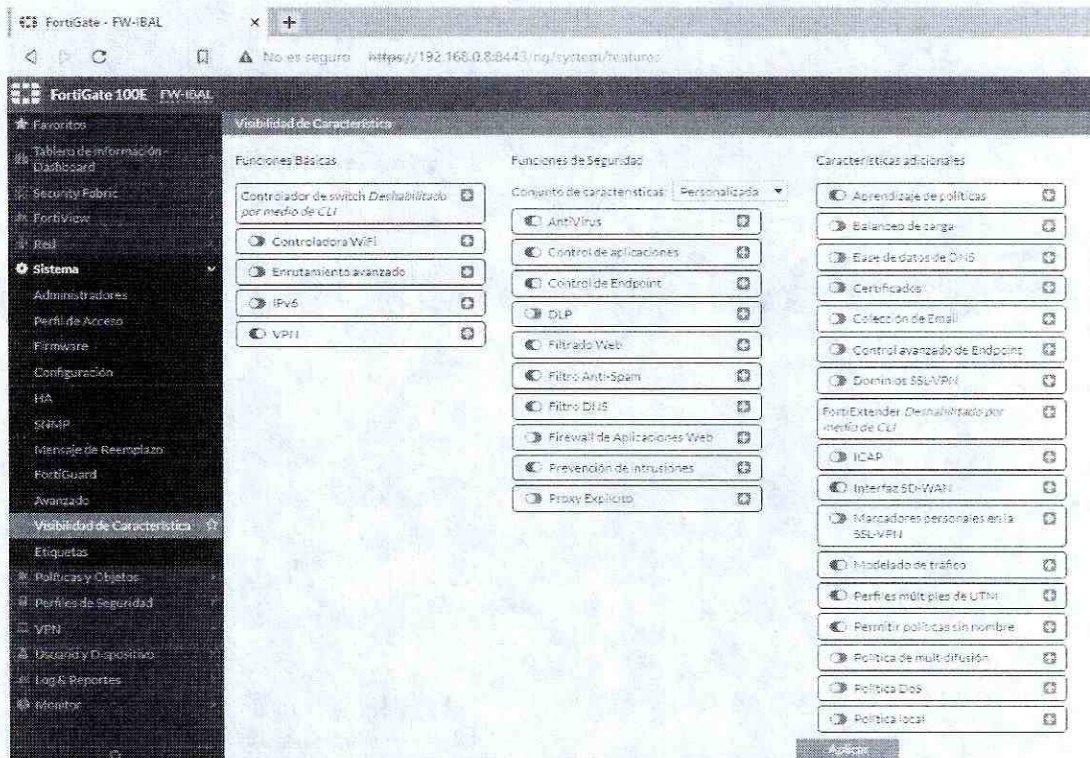 FortiGate - FW-IBAL
No es seguro https://192.168.0.8:8443/ng/system/features
FortiGate 100E FW-IBAL
Favoritos
Tablero de información -
Dashboard
Security Fabric
FortiView
Red
Sistema
Administradores
Perfil de Acceso
Firmware
Configuración
HA
SNMP
Mensaje de Reemplazo
FortiGuard
Avanzado
Visibilidad de Característica
Etiquetas
Políticas y Objetos
Perfiles de Seguridad
VPN
Usuario y Dispositivo
Log & Reportes
Monitor
Visibilidad de Característica
Funciones Básicas
Controlador de switch Deshabilitado
por medio de CLI
Controladora WiFi
Enrutamiento avanzado
IPv6
VPN
Funciones de Seguridad
Conjunto de características: Personalizada
AntiVirus
Control de aplicaciones
Control de Endpoint
DLP
Filtrado Web
Filtro Anti-Spam
Filtro DNS
Firewall de Aplicaciones Web
Prevención de intrusiones
Proxy Explícito
Características adicionales
Aprendizaje de políticas
Balanceo de carga
Base de datos de DNS
Certificados
Colección de Email
Control avanzado de Endpoint
Dominios SSL-VPN
FortiExtender Deshabilitado por
medio de CLI
ICAP
Interfaz SD-WAN
Marcadores personales en la
SSL-VPN
Modelado de tráfico
Perfiles múltiples de UTM
Permitir políticas sin nombre
Política de multidifusión
Política DoS
Política local
Aplicar